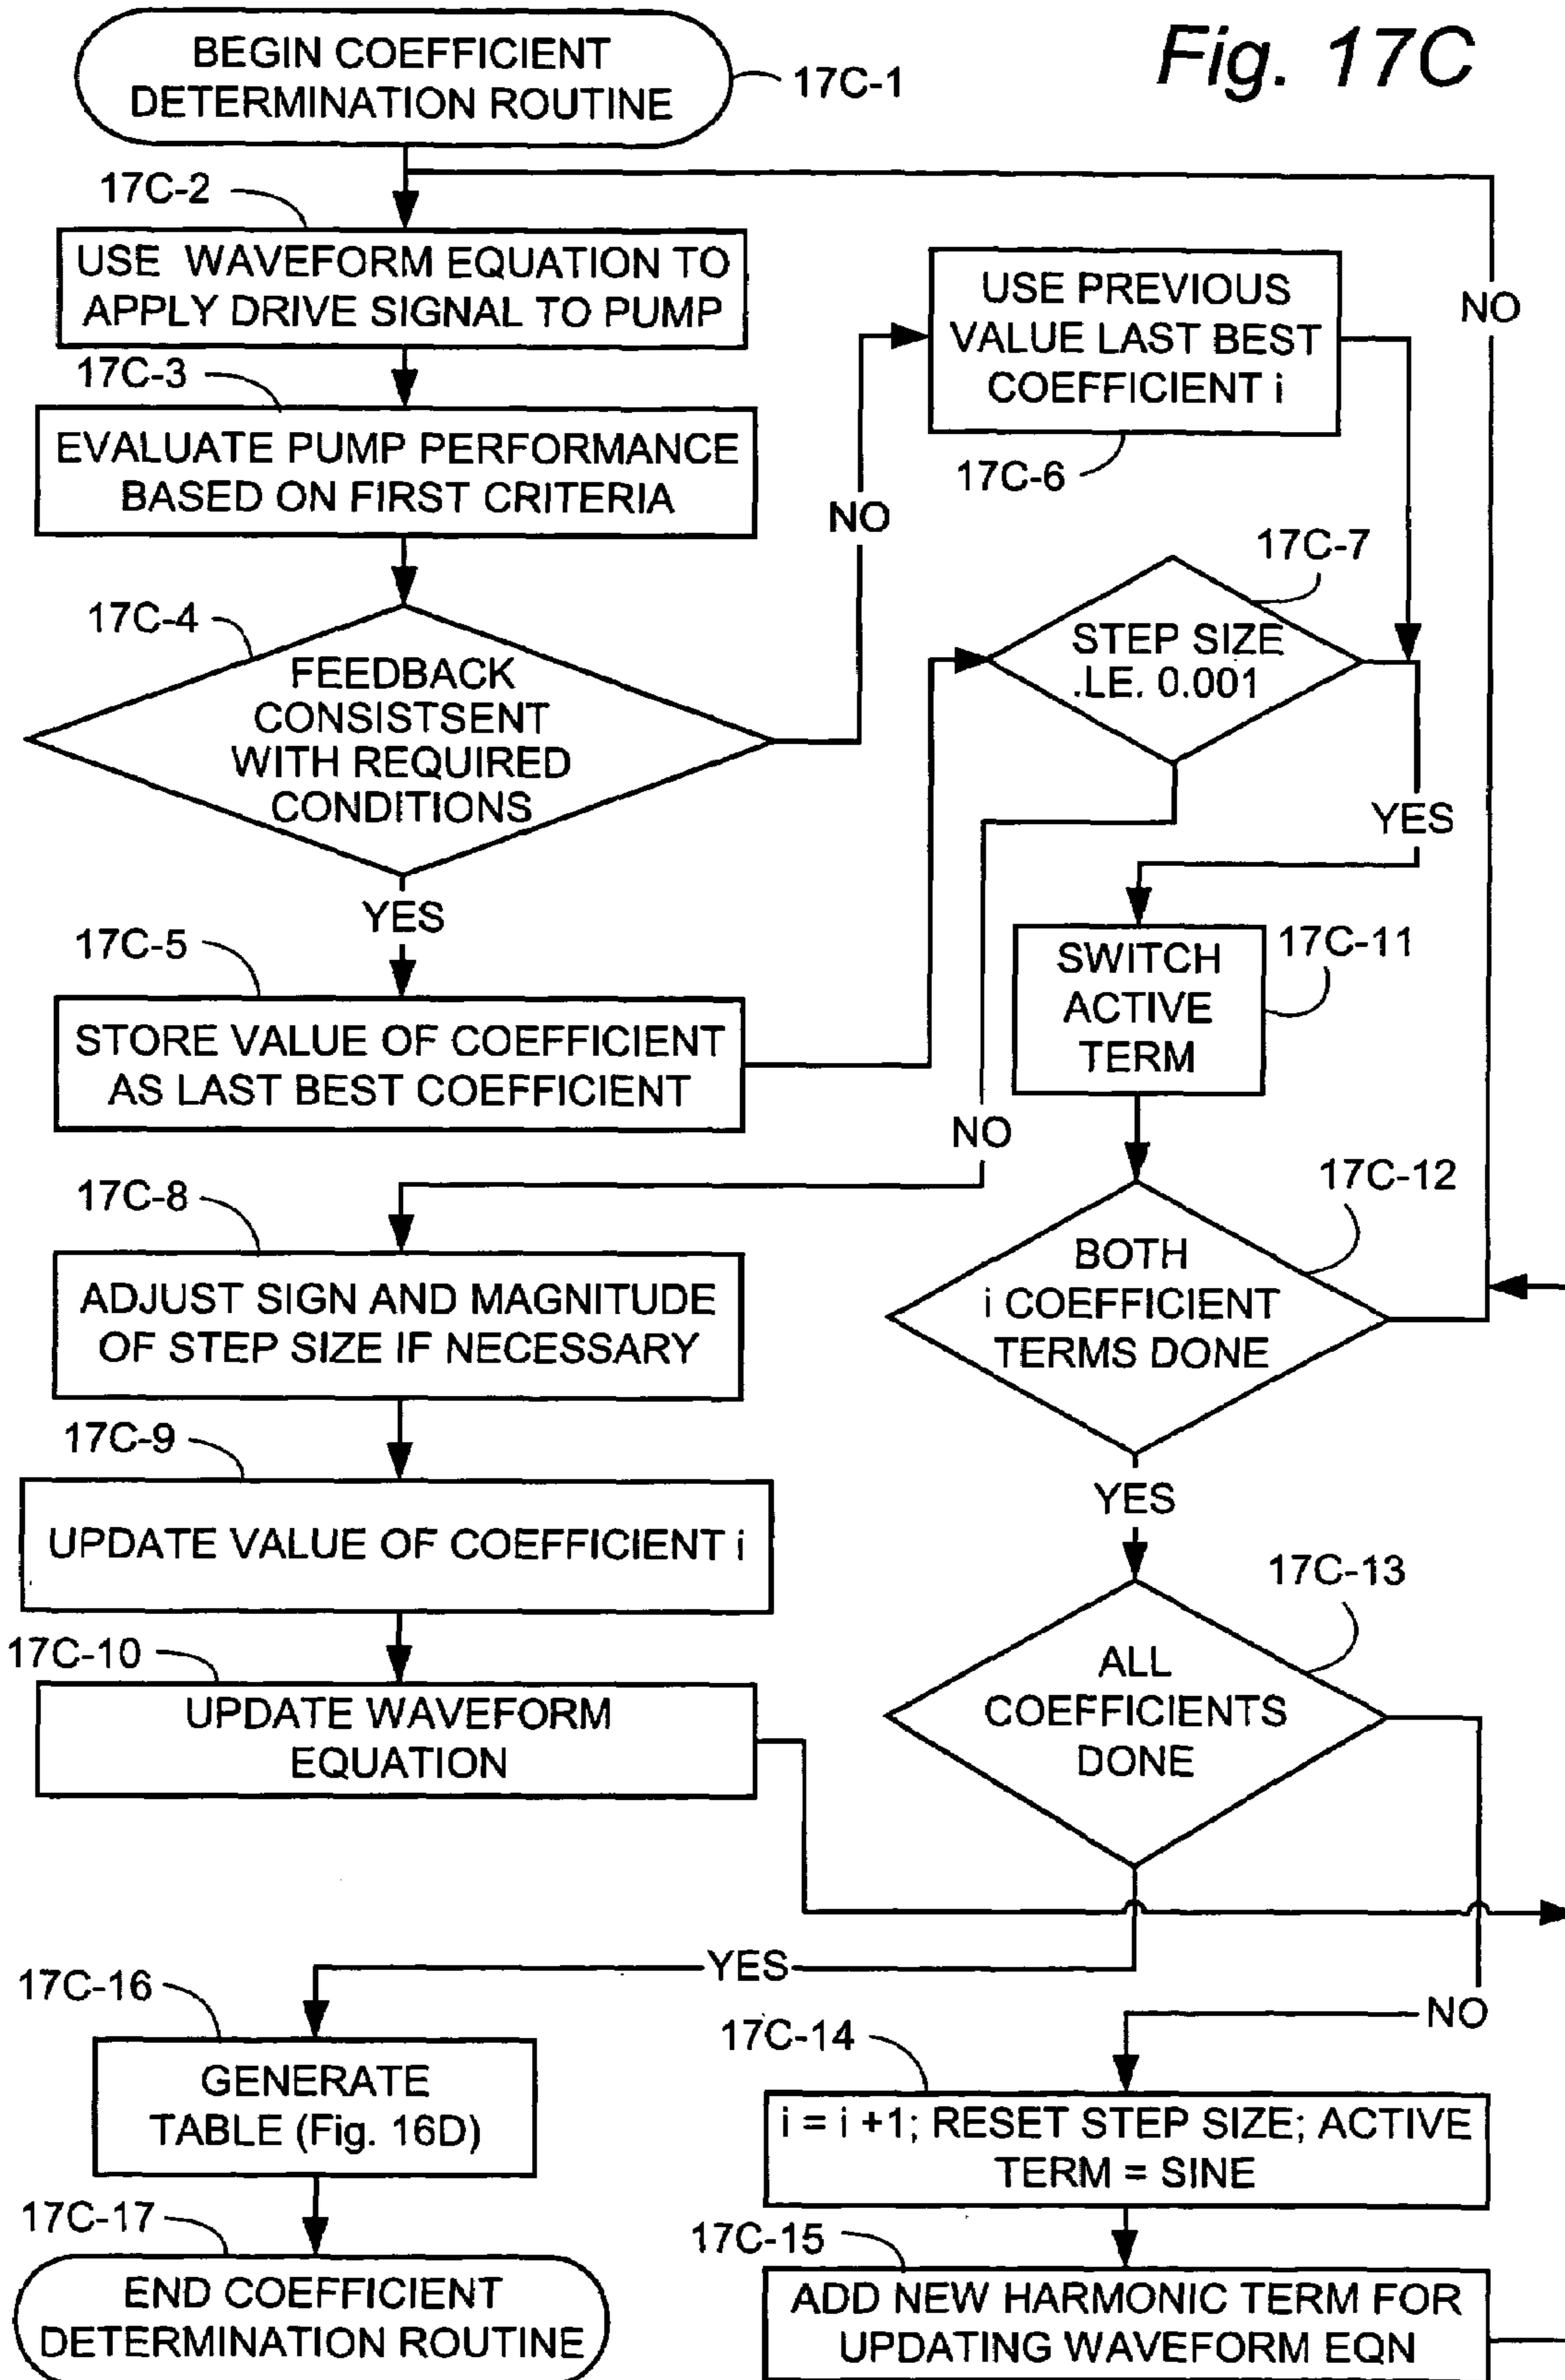 Fig. 17C
BEGIN COEFFICIENT
DETERMINATION ROUTINE
17C-1
17C-2
USE WAVEFORM EQUATION TO
APPLY DRIVE SIGNAL TO PUMP
17C-3
EVALUATE PUMP PERFORMANCE
BASED ON FIRST CRITERIA
17C-4
FEEDBACK
CONSISTSENT
WITH REQUIRED
CONDITIONS
NO
YES
17C-5
STORE VALUE OF COEFFICIENT
AS LAST BEST COEFFICIENT
USE PREVIOUS
VALUE LAST BEST
COEFFICIENT i
17C-6
NO
17C-7
STEP SIZE
.LE. 0.001
YES
NO
17C-8
ADJUST SIGN AND MAGNITUDE
OF STEP SIZE IF NECESSARY
17C-9
UPDATE VALUE OF COEFFICIENT i
17C-10
UPDATE WAVEFORM
EQUATION
SWITCH
ACTIVE
TERM
17C-11
17C-12
BOTH
i COEFFICIENT
TERMS DONE
YES
17C-13
ALL
COEFFICIENTS
DONE
YES
NO
17C-14
i = i +1; RESET STEP SIZE; ACTIVE
TERM = SINE
17C-15
ADD NEW HARMONIC TERM FOR
UPDATING WAVEFORM EQN
17C-16
GENERATE
TABLE (Fig. 16D)
17C-17
END COEFFICIENT
DETERMINATION ROUTINE